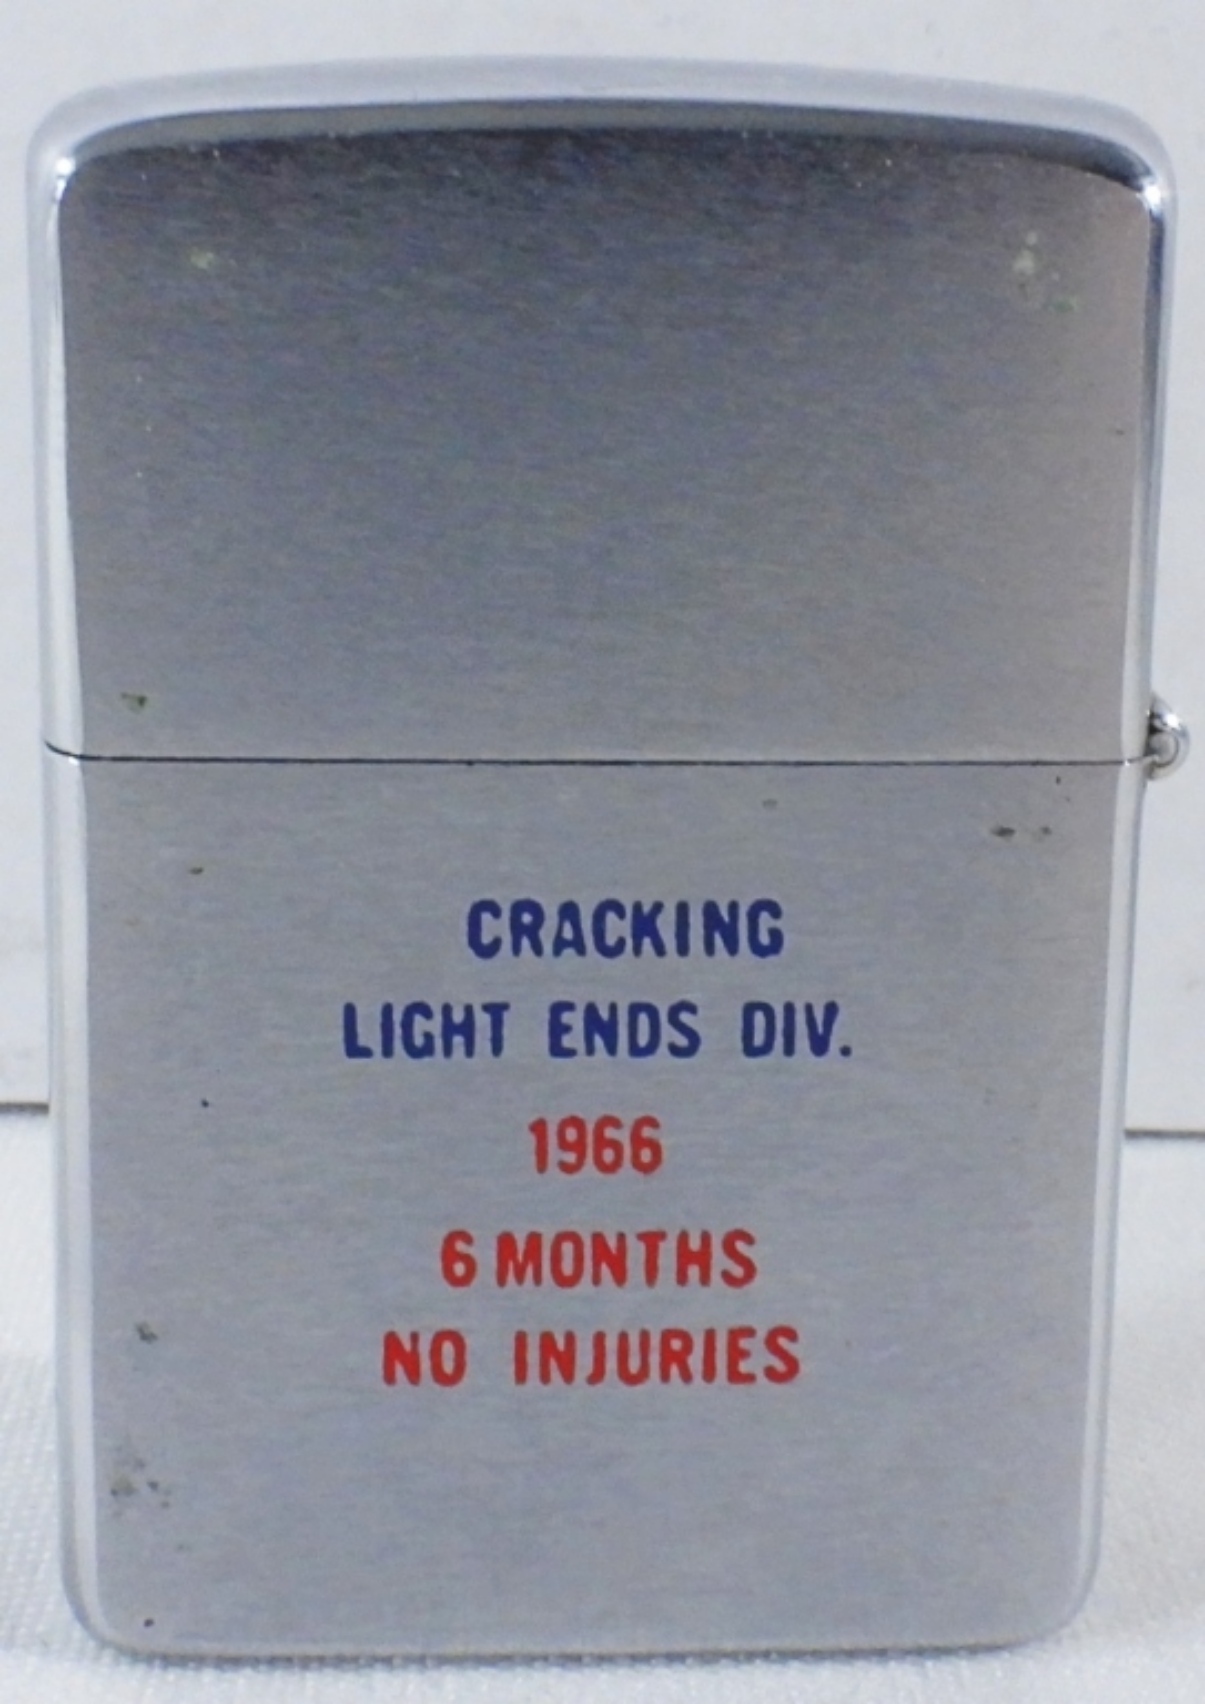 CRACKING
LIGHT ENDS DIV.
1966
6 MONTHS
NO INJURIES